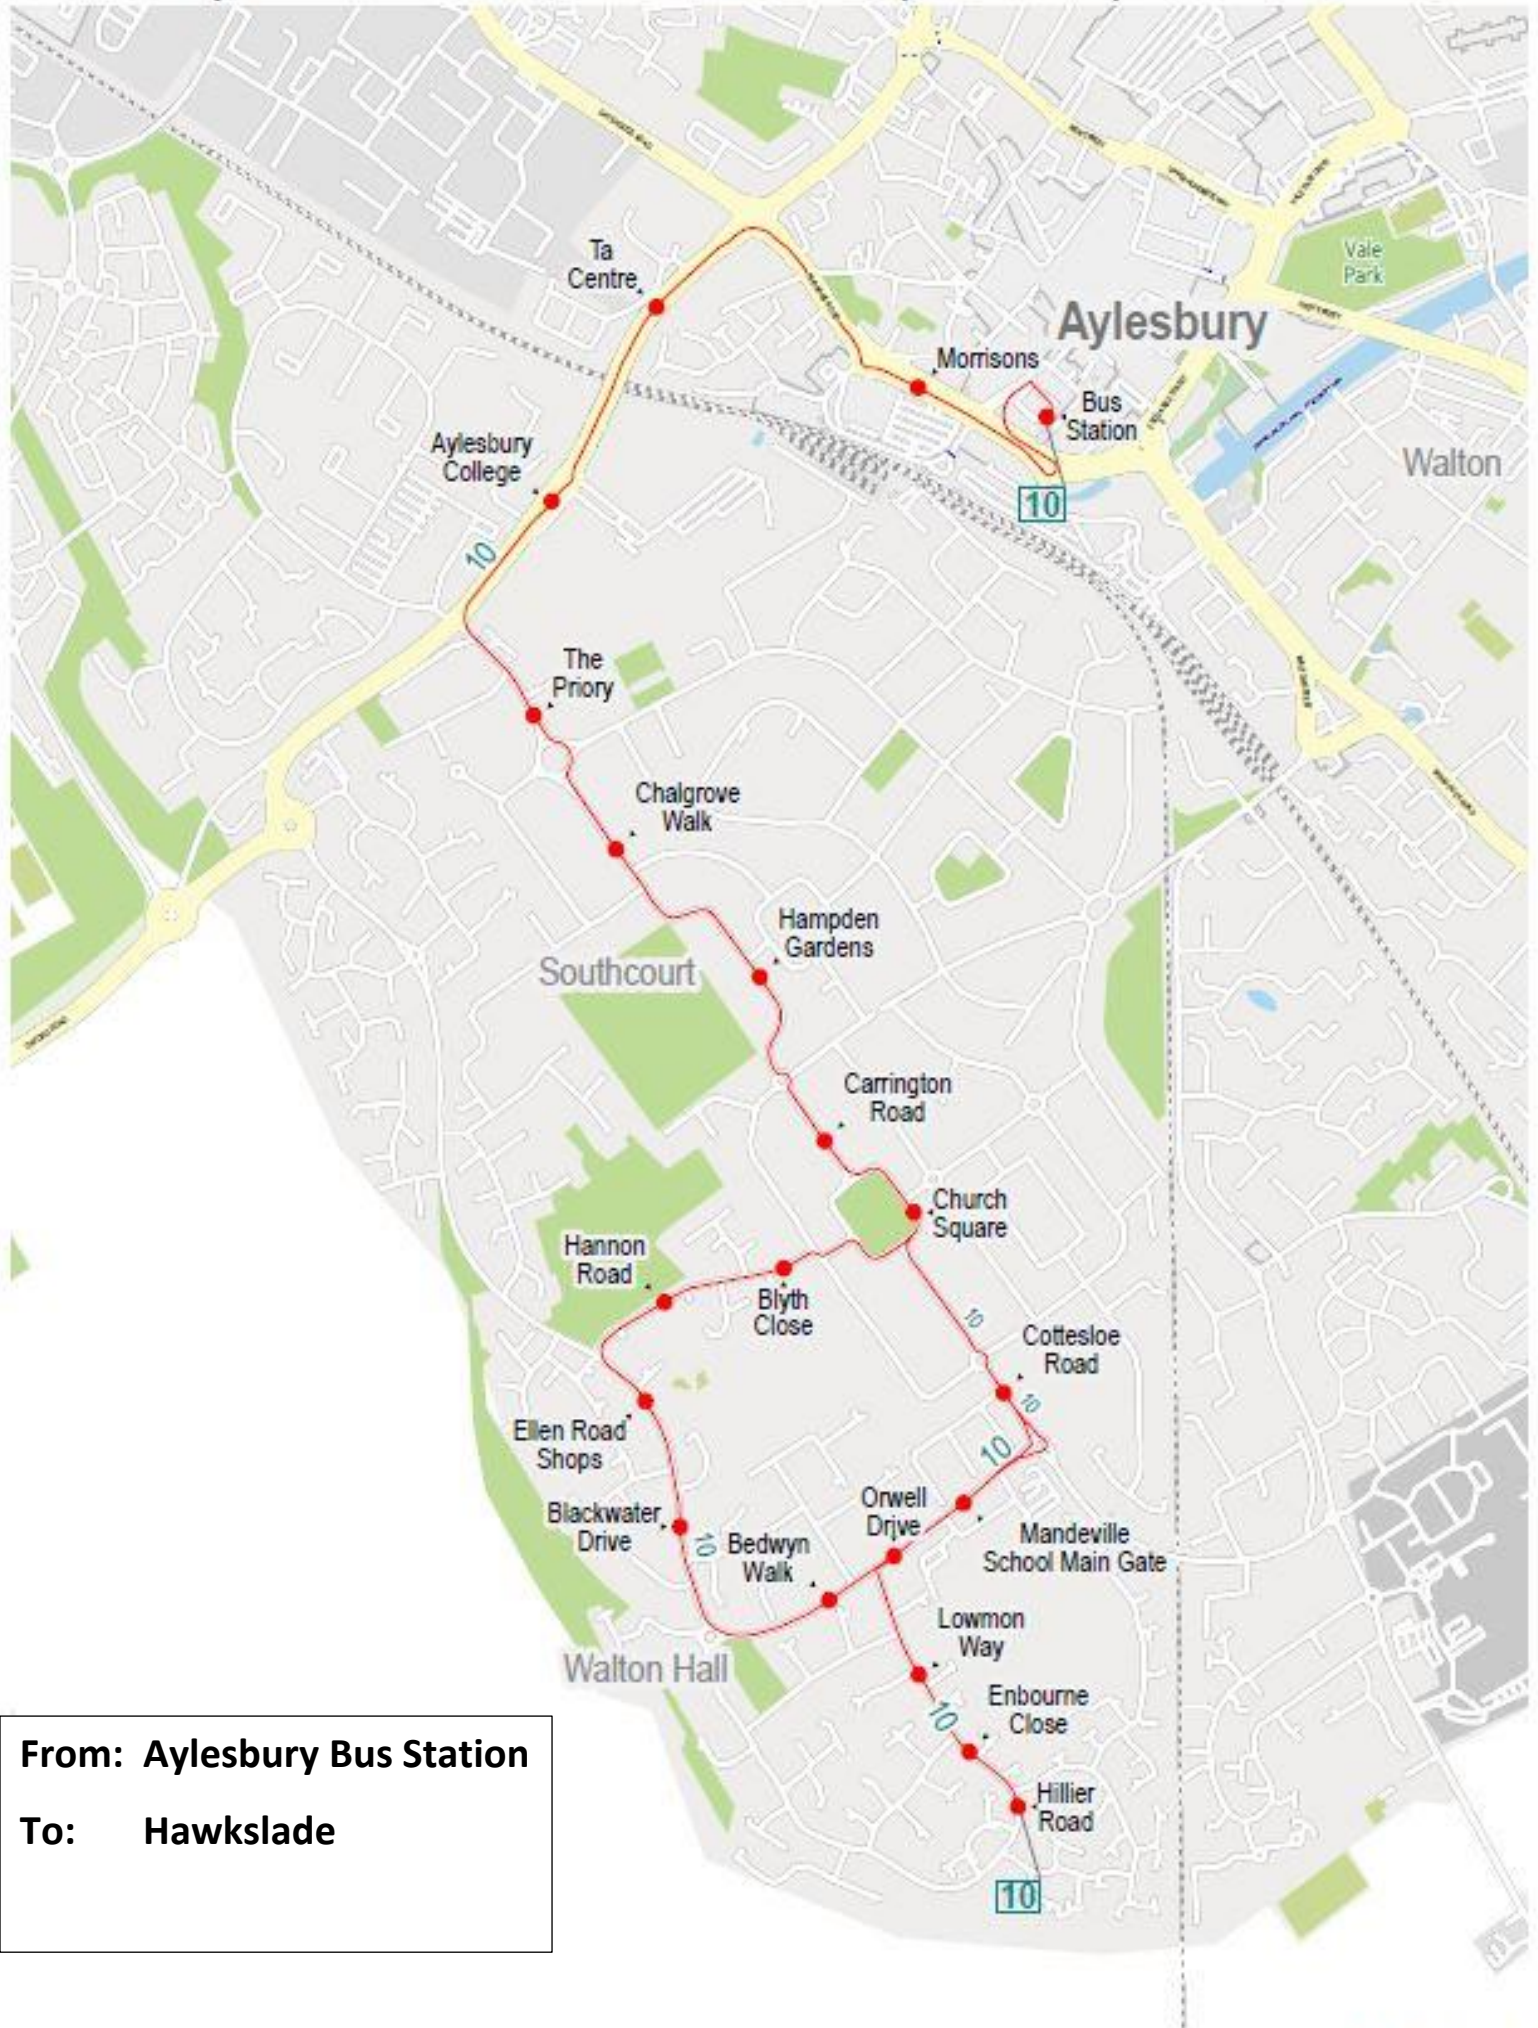 Ta
Centre
Vale
Park
Aylesbury
Morrisons
Bus
Station
Aylesbury
College
Walton
10
10
The
Priory
Chalgrove
Walk
Hampden
Gardens
Southcourt
Carrington
Road
Church
Square
Hannon
Road
Blyth
Close
10
Cottesloe
Road
10
Ellen Road
Shops
10
Orwell
Drive
Blackwater
Drive
10
Bedwyn
Walk
Mandeville
School Main Gate
Lowmon
Way
Walton Hall
Enbourne
Close
10
Hillier
Road
10
From: Aylesbury Bus Station
To: Hawkslade